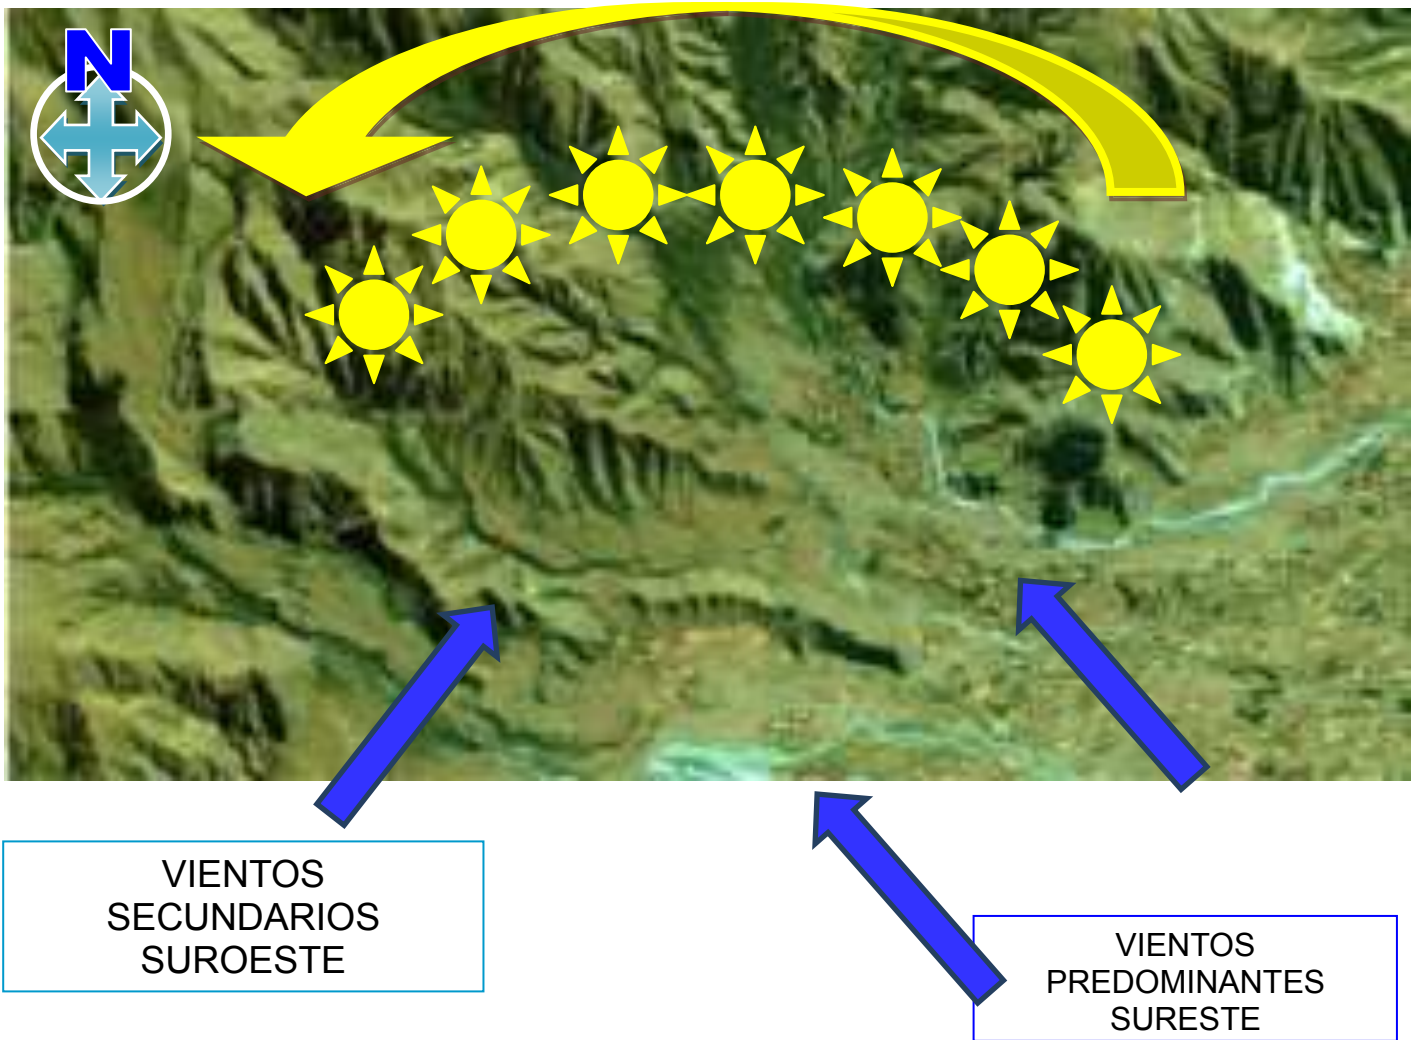 N
VIENTOS
SECUNDARIOS
SUROESTE
VIENTOS
PREDOMINANTES
SURESTE